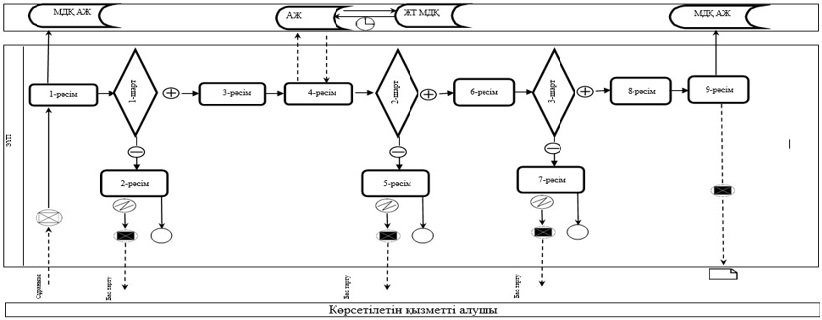 МДҚ АЖ
АЖ
ЖТ МДҚ
МДҚ АЖ
ЭҮП
1-рәсім
1-шарт
3-рәсім
4-рәсім
2-шарт
6-рәсім
3-шарт
8-рәсім
9-рәсім
2-рәсім
5-рәсім
7-рәсім
Сұраныс
Бас тарту
Бас тарту
Бас тарту
Көрсетілетін қызметті алушы